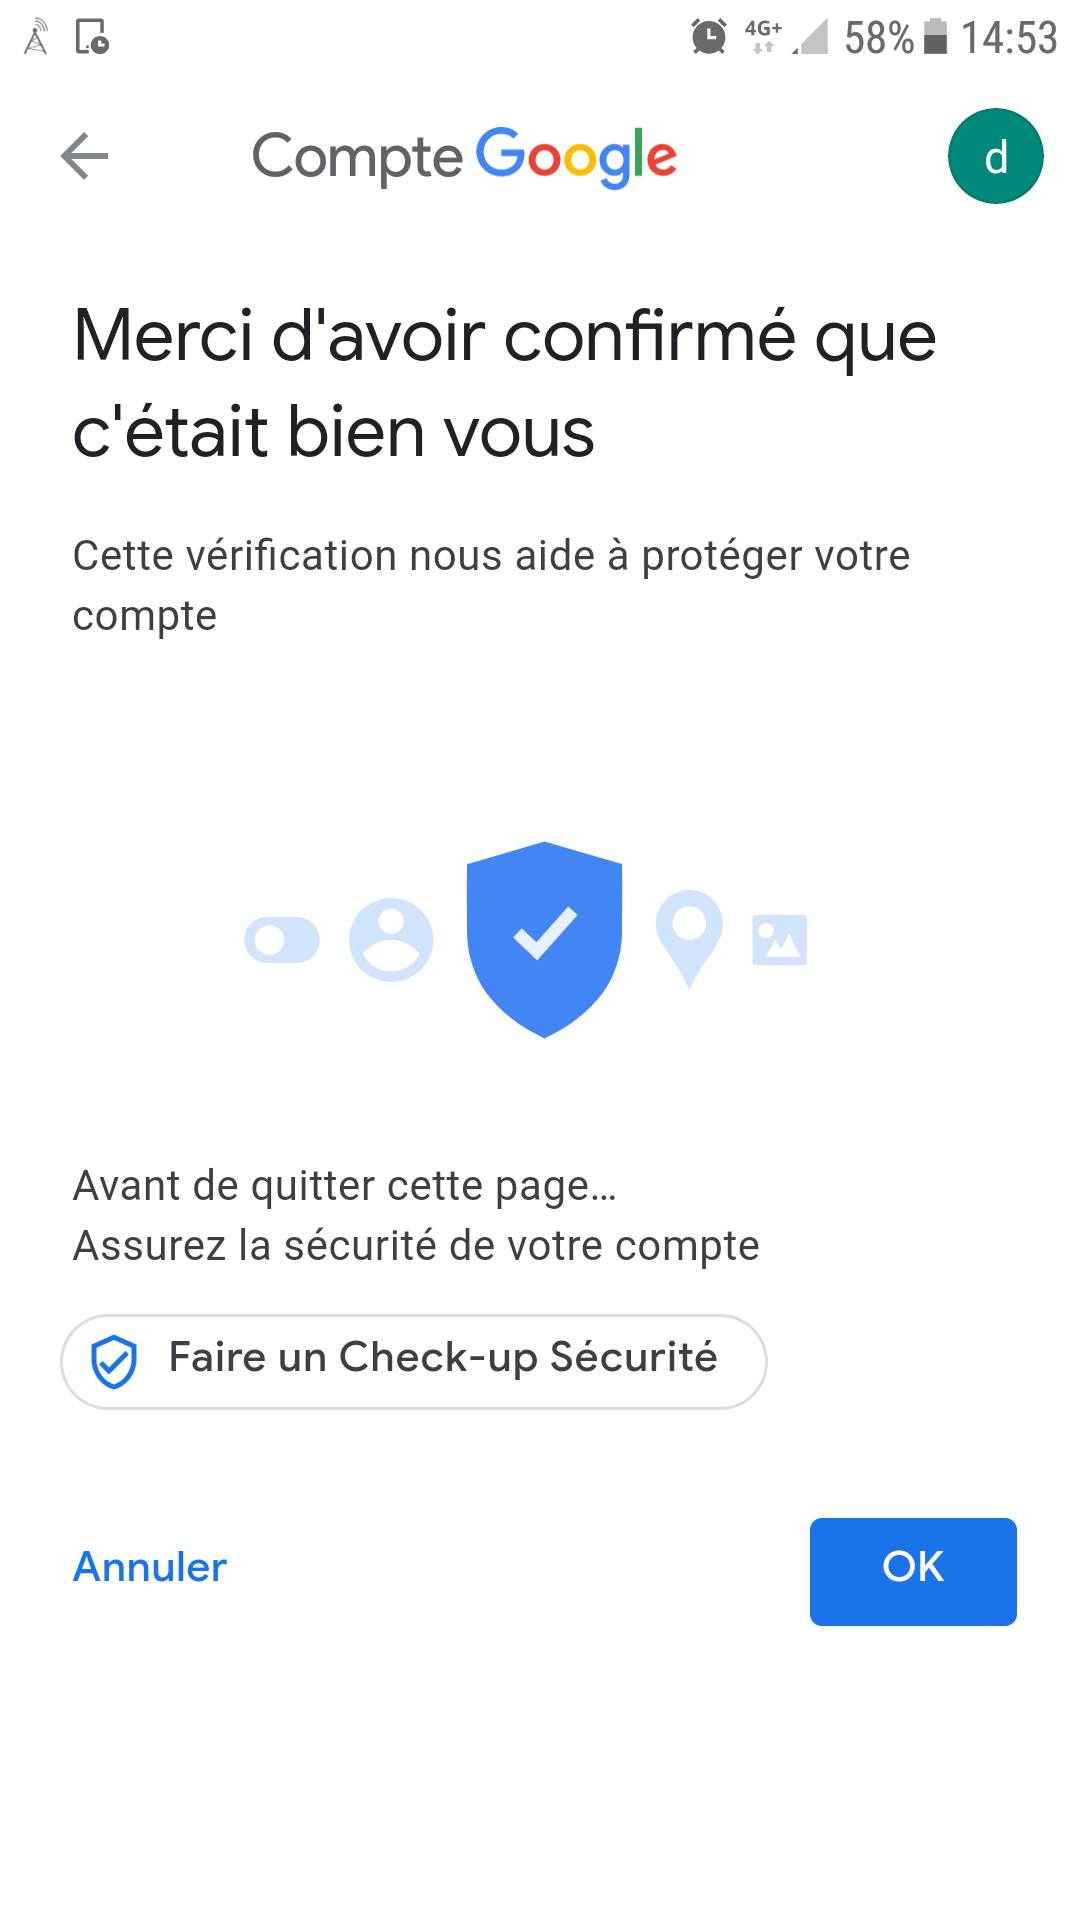 4G+ 58% 14:53
Compte Google
d
Merci d'avoir confirmé que
c'était bien vous
Cette vérification nous aide à protéger votre
compte
Avant de quitter cette page…
Assurez la sécurité de votre compte
Faire un Check-up Sécurité
Annuler
OK